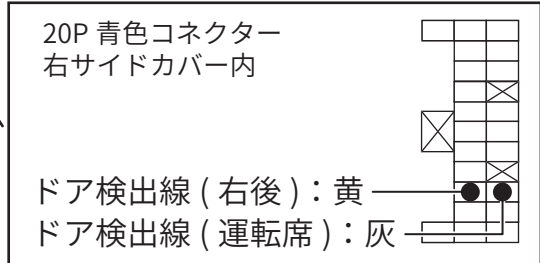 20P 青色コネクター
右サイドカバー内
ドア検出線 ( 右後 )：黄
ドア検出線 ( 運転席 )：灰